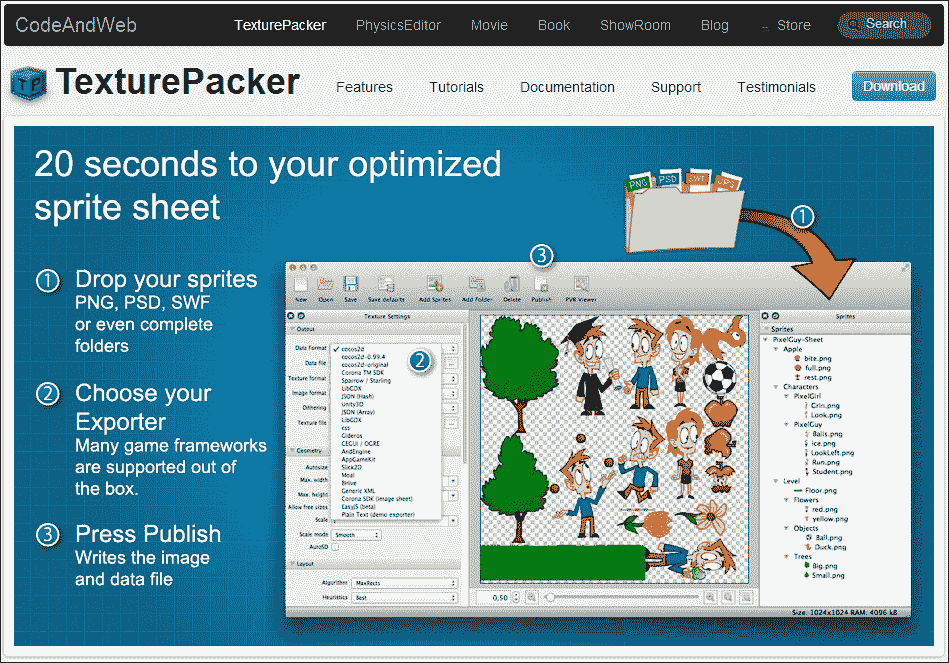 CodeAndWeb
TexturePacker
PhysicsEditor
Movie
Book
ShowRoom
Blog
Store
Search
TP
TexturePacker
Features
Tutorials
Documentation
Support
Testimonials
Download
20 seconds to your optimized
sprite sheet
1
Drop your sprites
PNG, PSD, SWF
or even complete
folders
2
Choose your
Exporter
Many game frameworks
are supported out of
the box.
3
Press Publish
Writes the image
and data file
PNG
PSD
SWF
1
3
New
Open
Save
Save defaults
Add Sprites
Add Folder
Delete
Publish
PVR Viewer
Texture Settings
Output
Data Format
Data file
Texture format
Image format
Dithering
Texture file
✓ cocos2d
cocos2d-0.99.4
cocos2d-original
Corona TM SDK
Sparrow / Starling
LibGDX
JSON (Hash)
Unity3D
JSON (Array)
LibGDX
css
Gideros
CEGUI / OGRE
AndEngine
AppGameKit
Slick2D
Moai
Bative
Generic XML
Corona SDK (image sheet)
EasyJS (beta)
Plain Text (demo exporter)
2
Geometry
Autosize
Max. width
Max. height
Allow free sizes
Scale
Scale mode
Smooth
AutoSD
Layout
Algorithm
MaxRects
Heuristics
Best
0,50
Sprites
Sprites
PixelGuy-Sheet
Apple
bite.png
full.png
rest.png
Characters
PixelGirl
Grin.png
Look.png
PixelGuy
Balls.png
Ice.png
LookLeft.png
Run.png
Student.png
Level
Floor.png
Flowers
red.png
yellow.png
Objects
Ball.png
Duck.png
Trees
Big.png
Small.png
Size: 1024x1024 RAM: 4096 kB